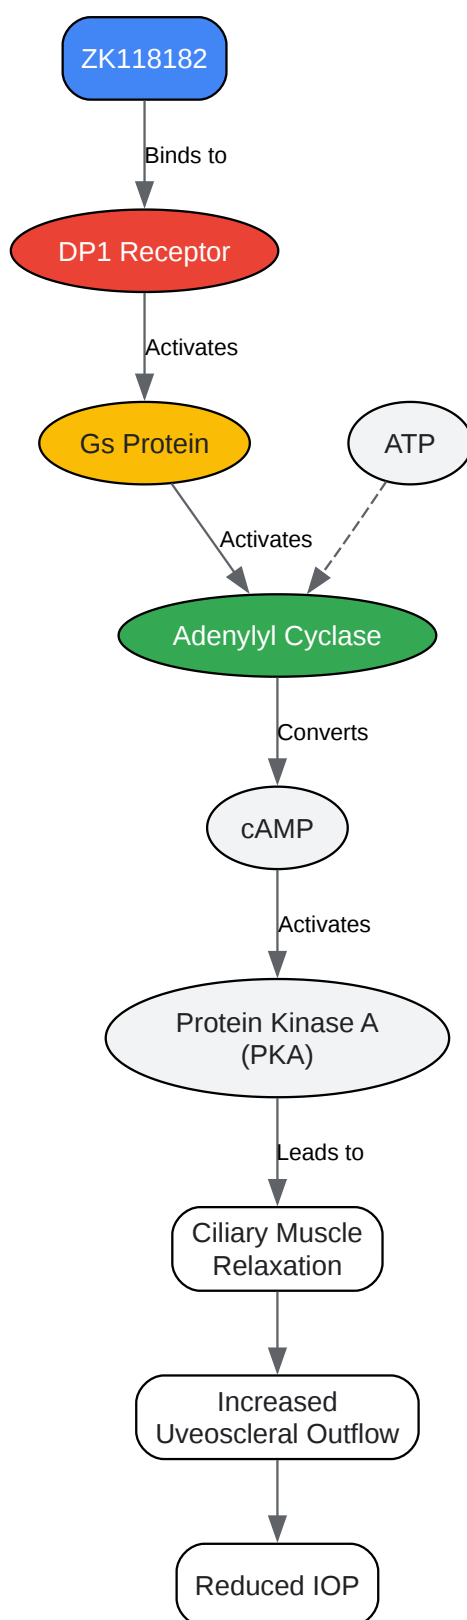 ZK118182
Binds to
DP1 Receptor
Activates
Gs Protein
ATP
Activates
Adenylyl Cyclase
Converts
cAMP
Activates
Protein Kinase A
(PKA)
Leads to
Ciliary Muscle
Relaxation
Increased
Uveoscleral Outflow
Reduced IOP